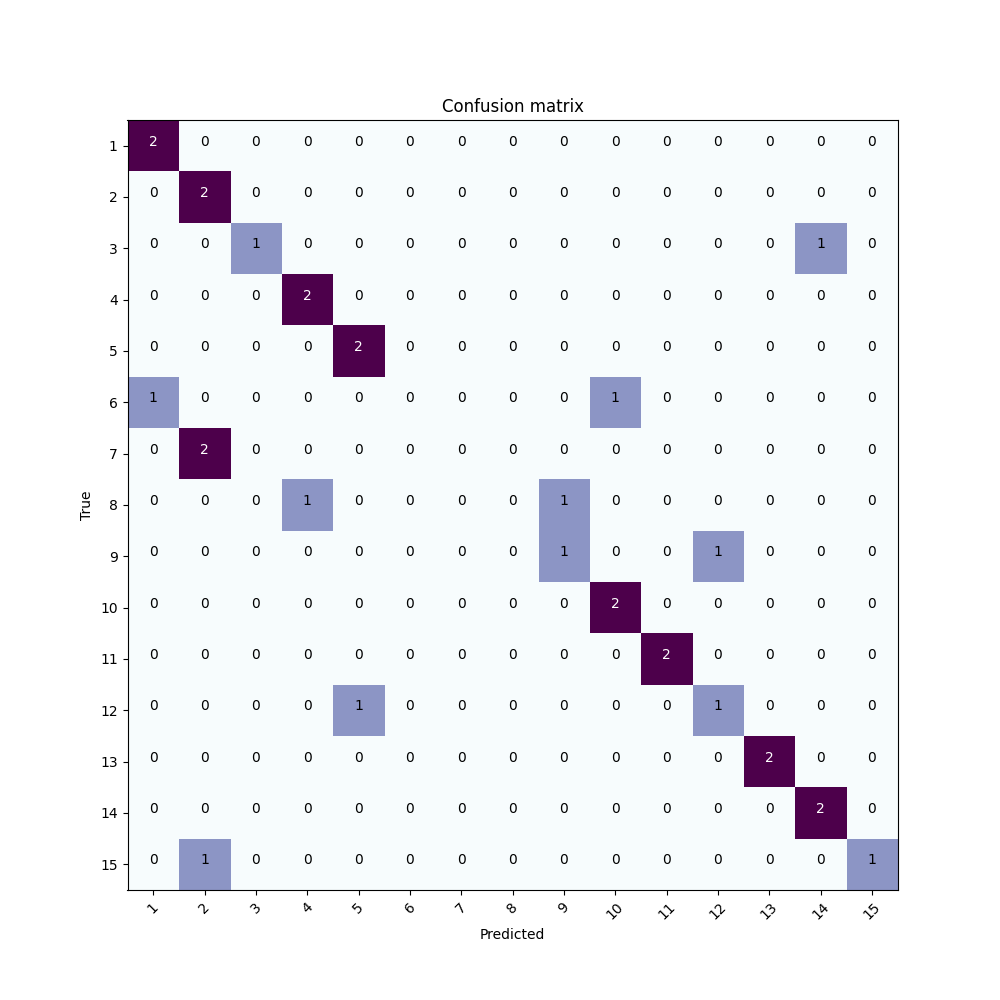 Confusion matrix
1 2 0 0 0 0 0 0 0 0 0 0 0 0 0 0
2 0 2 0 0 0 0 0 0 0 0 0 0 0 0 0
3 0 0 1 0 0 0 0 0 0 0 0 0 0 1 0
4 0 0 0 2 0 0 0 0 0 0 0 0 0 0 0
5 0 0 0 0 2 0 0 0 0 0 0 0 0 0 0
6 1 0 0 0 0 0 0 0 0 1 0 0 0 0 0
7 0 2 0 0 0 0 0 0 0 0 0 0 0 0 0
8 0 0 0 1 0 0 0 0 1 0 0 0 0 0 0
True
9 0 0 0 0 0 0 0 0 1 0 0 1 0 0 0
10 0 0 0 0 0 0 0 0 0 2 0 0 0 0 0
11 0 0 0 0 0 0 0 0 0 0 2 0 0 0 0
12 0 0 0 0 1 0 0 0 0 0 0 1 0 0 0
13 0 0 0 0 0 0 0 0 0 0 0 0 2 0 0
14 0 0 0 0 0 0 0 0 0 0 0 0 0 2 0
15 0 1 0 0 0 0 0 0 0 0 0 0 0 0 1
1 2 3 4 5 6 7 8 9 10 11 12 13 14 15
Predicted